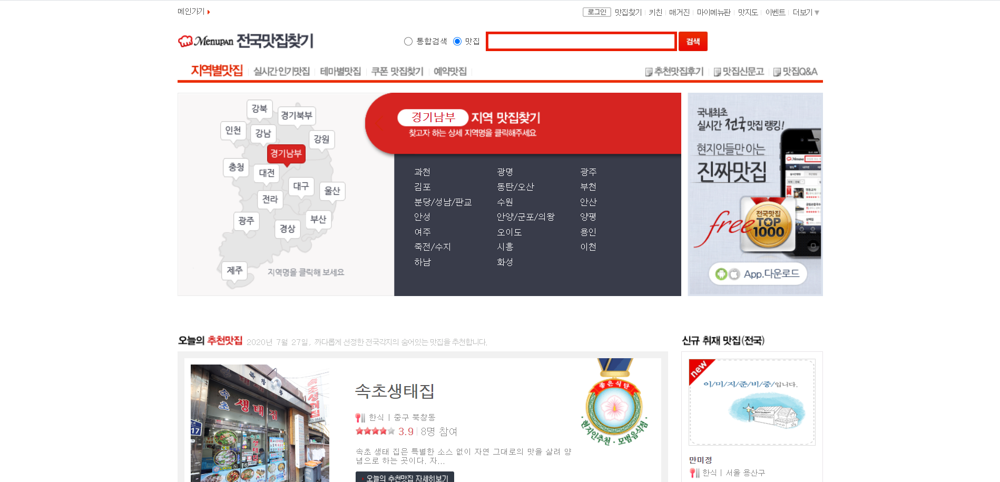 메인가기
로그인 맛집찾기 키친 매거진 마이메뉴판 맛지도 이벤트 더보기▼
Menupan 전국맛집찾기
통합검색 맛집 검색
지역별맛집 실시간 인기맛집 테마별맛집 쿠폰 맛집찾기 예약맛집
추천맛집후기 맛집신문고 맛집Q&A
강북
경기북부
인천
강남
강원
경기남부
충청
대전
대구
울산
전라
광주
경상
부산
제주
지역명을 클릭해 보세요
경기남부 지역 맛집찾기
찾고자 하는 상세 지역명을 클릭해주세요
과천 광명 광주
김포 동탄/오산 부천
분당/성남/판교 수원 안산
안성 안양/군포/의왕 양평
여주 오이도 용인
죽전/수지 시흥 이천
하남 화성
국내최초
실시간 전국 맛집 랭킹!
현지인들만 아는
진짜맛집
free
전국맛집
TOP
1000
App.다운로드
오늘의 추천맛집 2020년 7월 27일, 까다롭게 선정한 전국각지의 숨어있는 맛집을 추천합니다.
속초생태집
한식 | 중구 북창동
3.9 | 8명 참여
속초 생태 집은 특별한 소스 없이 자연 그대로의 맛을 살려 양
념으로 하는 곳이다. 자...
오늘의 추천맛집 자세히보기
속초
생태집
속초생태집
생태집
17
좋은식단
·현지인추천·모범음식점·
신규 취재 맛집(전국)
new
이/미/지/준/비/중/입니다.
만미정
한식 | 서울 용산구